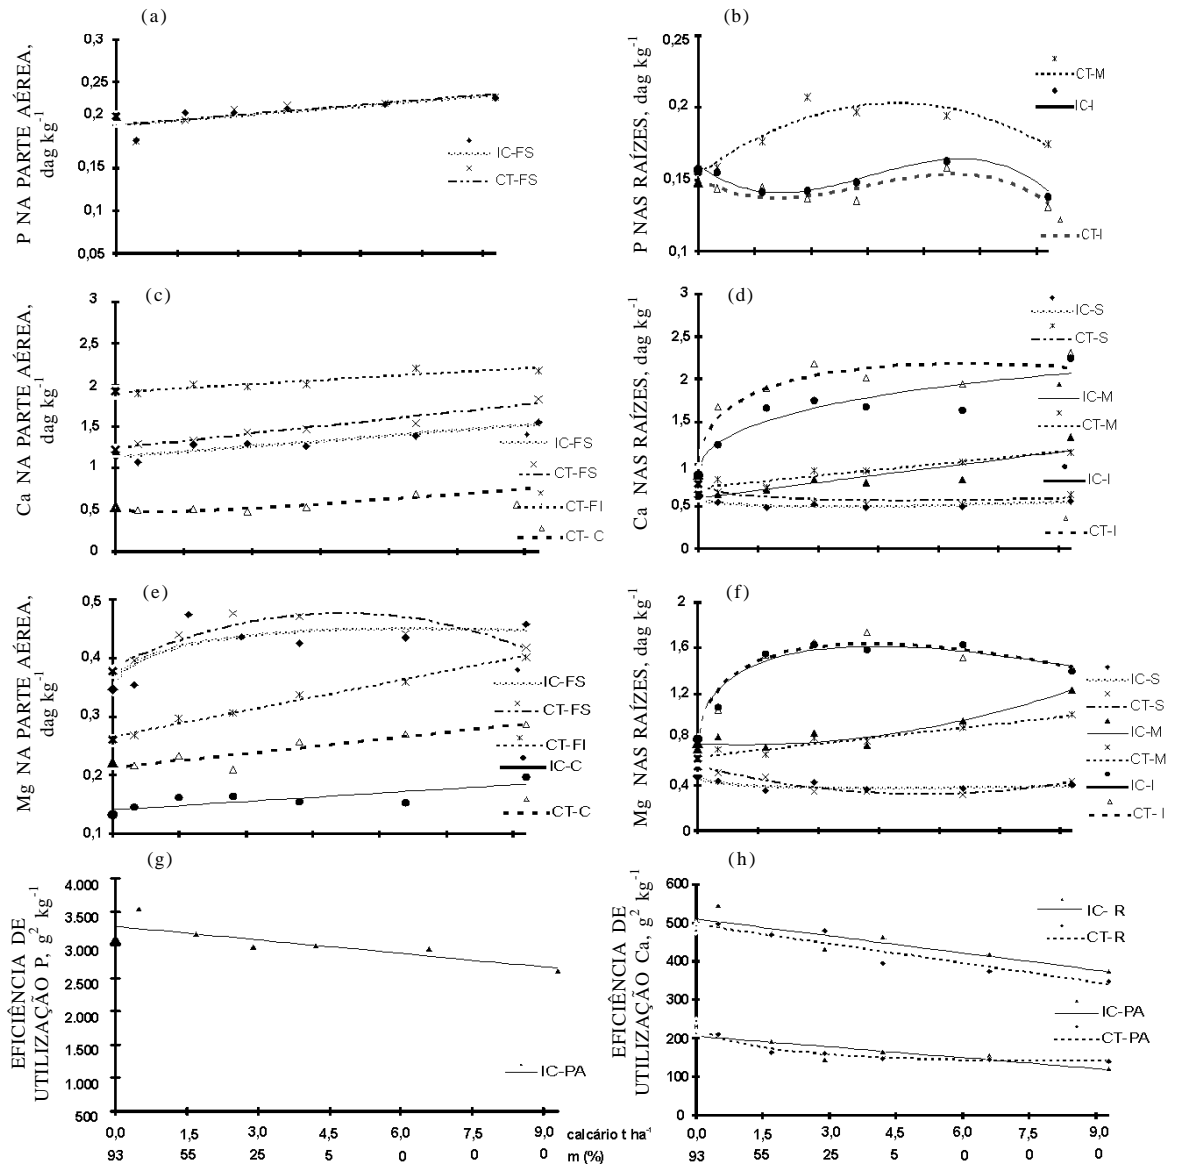 (a)
P NA PARTE AÉREA,
dag kg-1
0,3
0,25
0,2
0,15
0,1
0,05
IC-FS
CT-FS
(b)
P NAS RAÍZES, dag kg-1
0,25
0,2
0,15
0,1
CT-M
IC-I
CT-I
(c)
Ca NA PARTE AÉREA,
dag kg-1
3
2,5
2
1,5
1
0,5
0
IC-FS
CT-FS
CT-FI
CT- C
(d)
Ca NAS RAÍZES, dag kg-1
3
2,5
2
1,5
1
0,5
0
IC-S
CT-S
IC-M
CT-M
IC-I
CT-I
(e)
Mg NA PARTE AÉREA,
dag kg-1
0,5
0,4
0,3
0,2
0,1
IC-FS
CT-FS
CT-FI
IC-C
CT-C
(f)
Mg NAS RAÍZES, dag kg-1
2
1,6
1,2
0,8
0,4
0
IC-S
CT-S
IC-M
CT-M
IC-I
CT- I
(g)
EFICIÊNCIA DE
UTILIZAÇÃO P, g2 kg-1
4.000
3.500
3.000
2.500
2.000
1.500
1.000
500
IC-PA
0,0 1,5 3,0 4,5 6,0 9,0 calcário t ha-1
93 55 25 5 0 0 m (%)
(h)
EFICIÊNCIA DE
UTILIZAÇÃO Ca, g2 kg-1
600
500
400
300
200
100
0
IC- R
CT-R
IC-PA
CT-PA
0,0 1,5 3,0 4,5 6,0 9,0
93 55 25 5 0 0